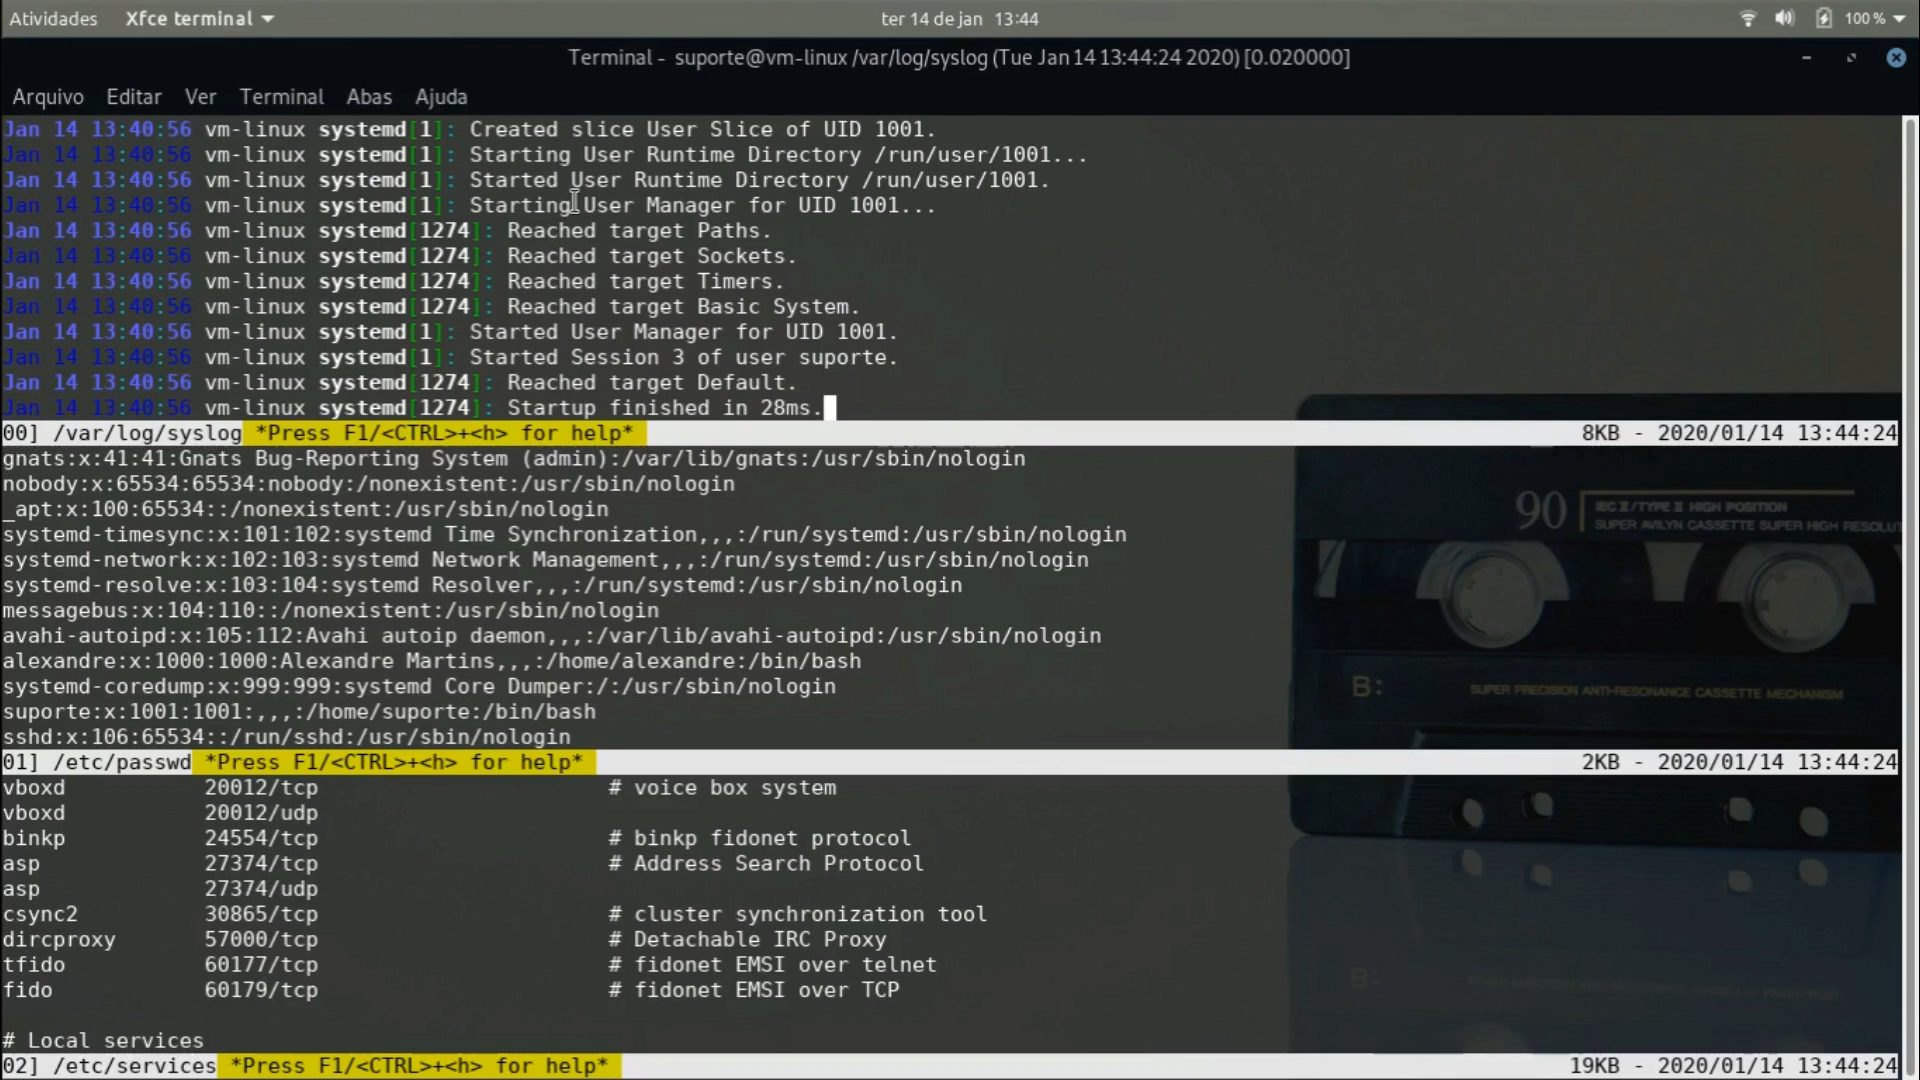 Atividades Xfce terminal ter 14 de jan 13:44 100 %
Terminal - suporte@vm-linux /var/log/syslog (Tue Jan 14 13:44:24 2020) [0.020000]
Arquivo Editar Ver Terminal Abas Ajuda
Jan 14 13:40:56 vm-linux systemd[1]: Created slice User Slice of UID 1001.
Jan 14 13:40:56 vm-linux systemd[1]: Starting User Runtime Directory /run/user/1001...
Jan 14 13:40:56 vm-linux systemd[1]: Started User Runtime Directory /run/user/1001.
Jan 14 13:40:56 vm-linux systemd[1]: Starting User Manager for UID 1001...
Jan 14 13:40:56 vm-linux systemd[1274]: Reached target Paths.
Jan 14 13:40:56 vm-linux systemd[1274]: Reached target Sockets.
Jan 14 13:40:56 vm-linux systemd[1274]: Reached target Timers.
Jan 14 13:40:56 vm-linux systemd[1274]: Reached target Basic System.
Jan 14 13:40:56 vm-linux systemd[1]: Started User Manager for UID 1001.
Jan 14 13:40:56 vm-linux systemd[1]: Started Session 3 of user suporte.
Jan 14 13:40:56 vm-linux systemd[1274]: Reached target Default.
Jan 14 13:40:56 vm-linux systemd[1274]: Startup finished in 28ms.
00] /var/log/syslog *Press F1/<CTRL>+<h> for help* 8KB - 2020/01/14 13:44:24
gnats:x:41:41:Gnats Bug-Reporting System (admin):/var/lib/gnats:/usr/sbin/nologin
nobody:x:65534:65534:nobody:/nonexistent:/usr/sbin/nologin
_apt:x:100:65534::/nonexistent:/usr/sbin/nologin
systemd-timesync:x:101:102:systemd Time Synchronization,,,:/run/systemd:/usr/sbin/nologin
systemd-network:x:102:103:systemd Network Management,,,:/run/systemd:/usr/sbin/nologin
systemd-resolve:x:103:104:systemd Resolver,,,:/run/systemd:/usr/sbin/nologin
messagebus:x:104:110::/nonexistent:/usr/sbin/nologin
avahi-autoipd:x:105:112:Avahi autoip daemon,,,:/var/lib/avahi-autoipd:/usr/sbin/nologin
alexandre:x:1000:1000:Alexandre Martins,,,:/home/alexandre:/bin/bash
systemd-coredump:x:999:999:systemd Core Dumper:/:/usr/sbin/nologin
suporte:x:1001:1001:,,,:/home/suporte:/bin/bash
sshd:x:106:65534::/run/sshd:/usr/sbin/nologin
01] /etc/passwd *Press F1/<CTRL>+<h> for help* 2KB - 2020/01/14 13:44:24
vboxd 20012/tcp # voice box system
vboxd 20012/udp
binkp 24554/tcp # binkp fidonet protocol
asp 27374/tcp # Address Search Protocol
asp 27374/udp
csync2 30865/tcp # cluster synchronization tool
dircproxy 57000/tcp # Detachable IRC Proxy
tfido 60177/tcp # fidonet EMSI over telnet
fido 60179/tcp # fidonet EMSI over TCP
# Local services
02] /etc/services *Press F1/<CTRL>+<h> for help* 19KB - 2020/01/14 13:44:24
90
IEC II/TYPE II HIGH POSITION
SUPER AVILYN CASSETTE SUPER HIGH
B: SUPER PRECISION ANTI-RESONANCE CASSETTE MECHANISM